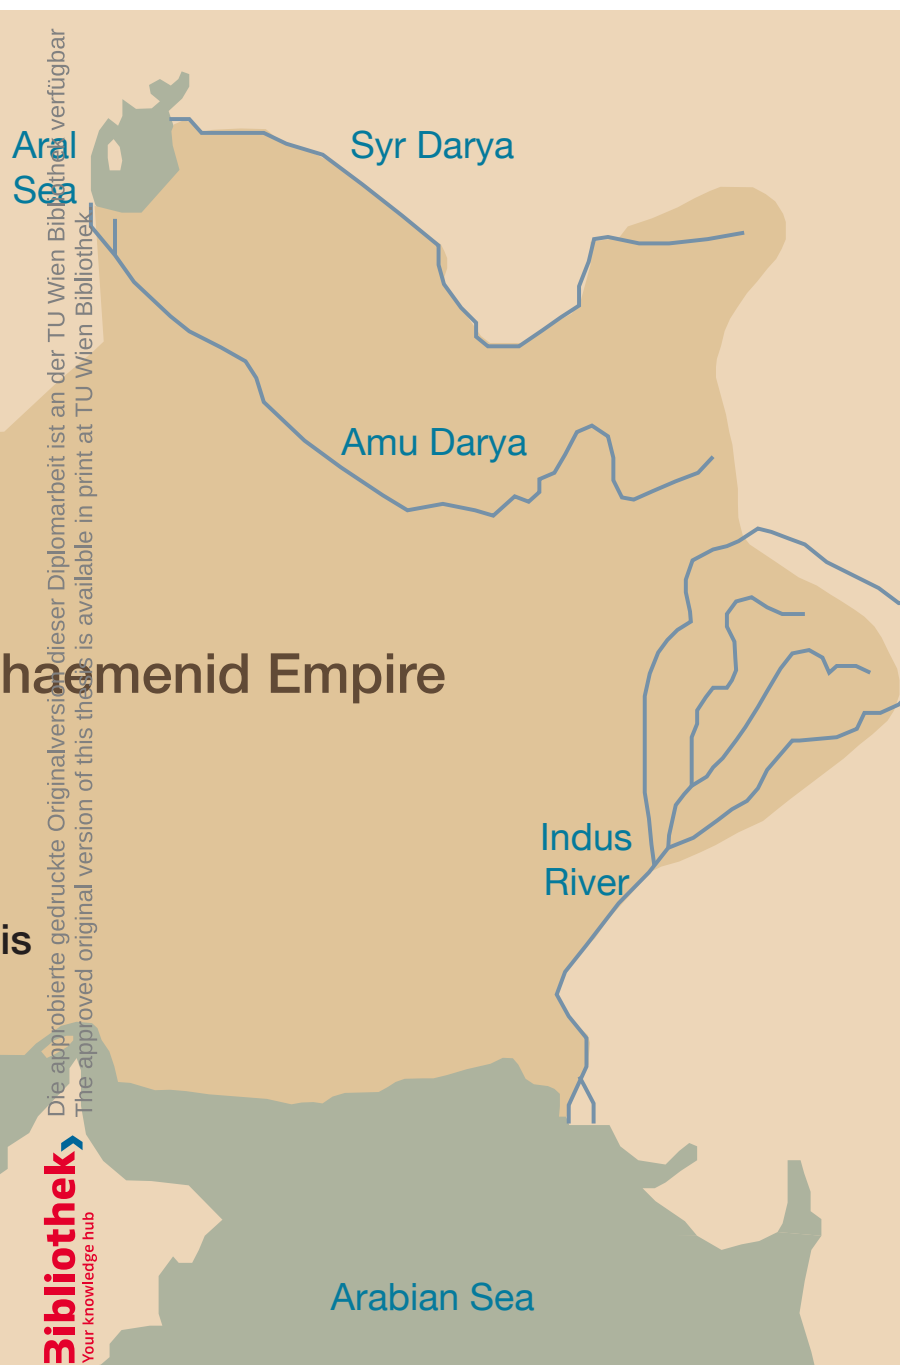 Aral
Sea
Syr Darya
Amu Darya
haemenid Empire
Indus
River
is
Arabian Sea
Die approbierte gedruckte Originalversion dieser Diplomarbeit ist an der TU Wien Bibliothek verfügbar
The approved original version of this thesis is available in print at TU Wien Bibliothek.
Bibliothek
Your knowledge hub